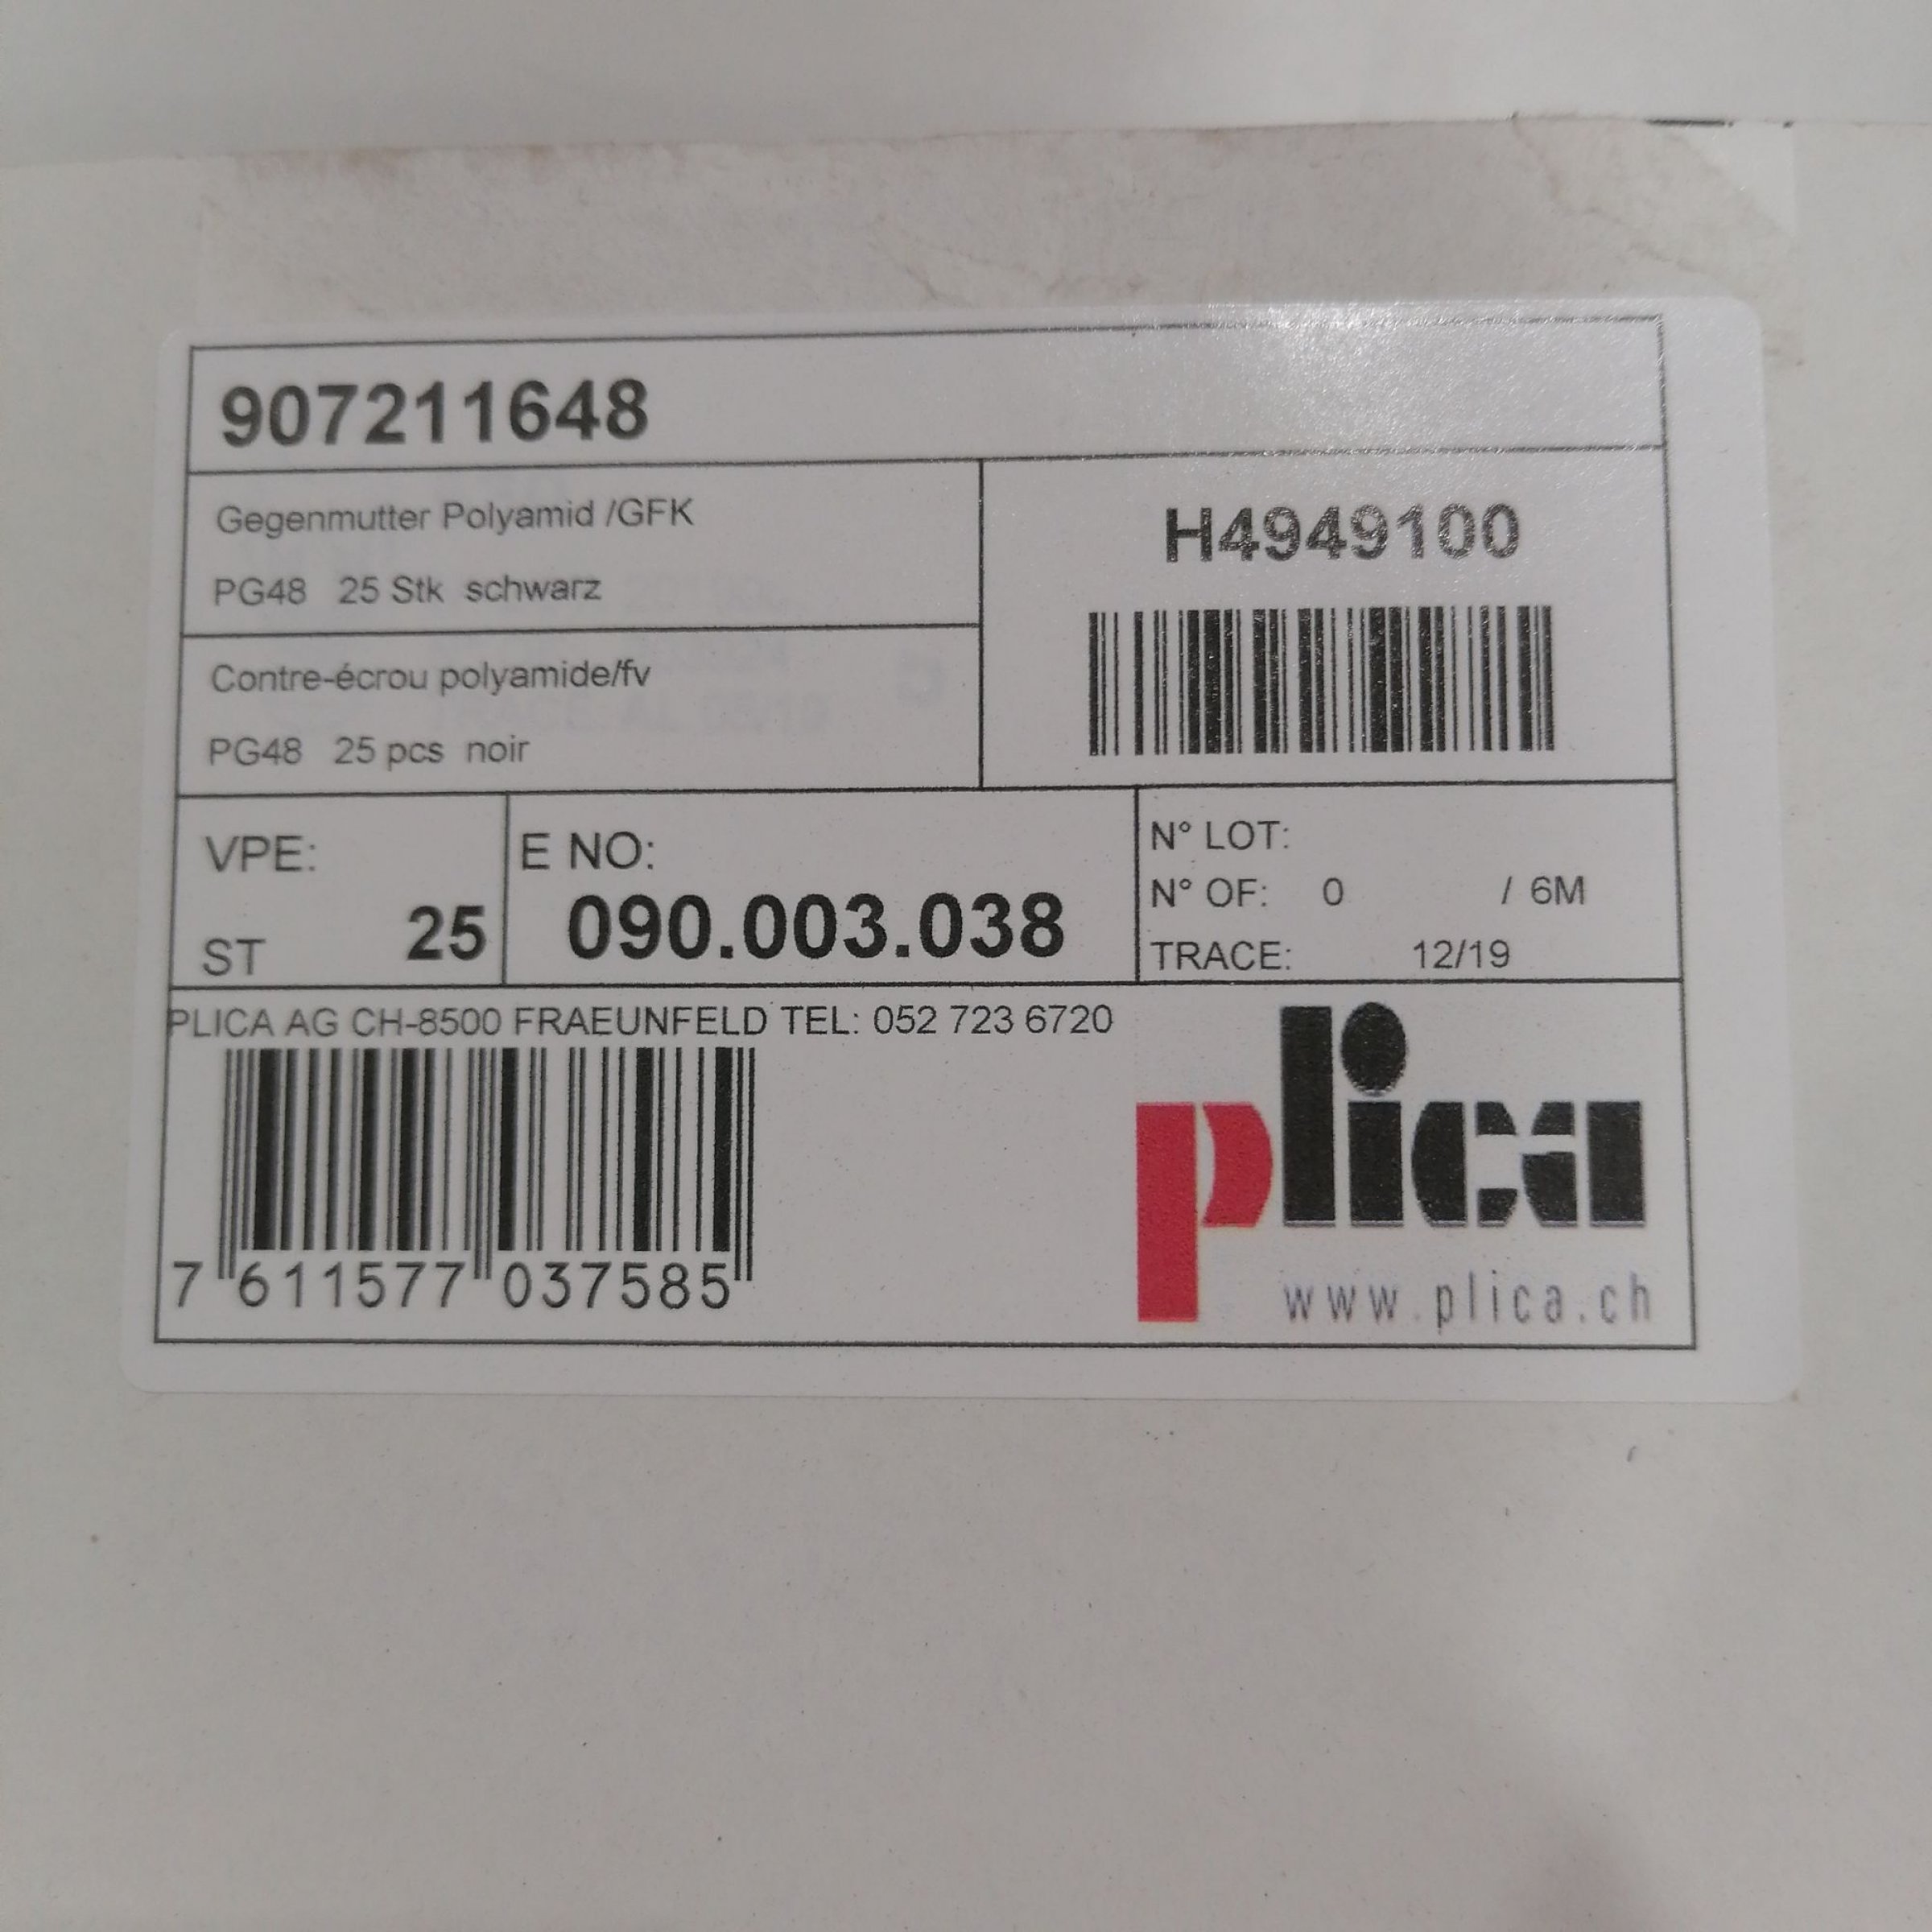 907211648
Gegenmutter Polyamid /GFK
PG48 25 Stk schwarz
H4949100
Contre-écrou polyamide/fv
PG48 25 pcs noir
VPE:
ST 25
E NO:
090.003.038
N° LOT:
N° OF: 0 / 6M
TRACE: 12/19
PLICA AG CH-8500 FRAEUNFELD TEL: 052 723 6720
7 611577 037585
plica
www.plica.ch